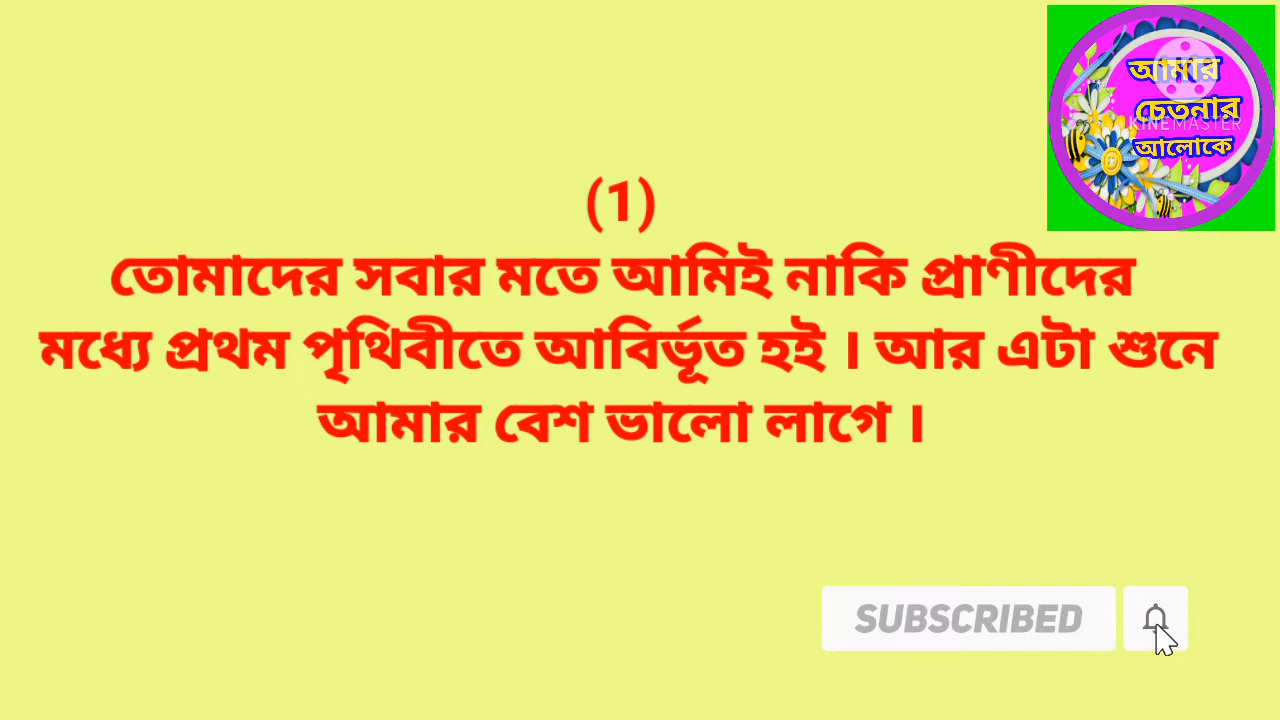 আমার
চেতনার
KINEMASTER
আলোকে
(1)
তোমাদের সবার মতে আমিই নাকি প্রাণীদের
মধ্যে প্রথম পৃথিবীতে আবির্ভূত হই । আর এটা শুনে
আমার বেশ ভালো লাগে ।
SUBSCRIBED